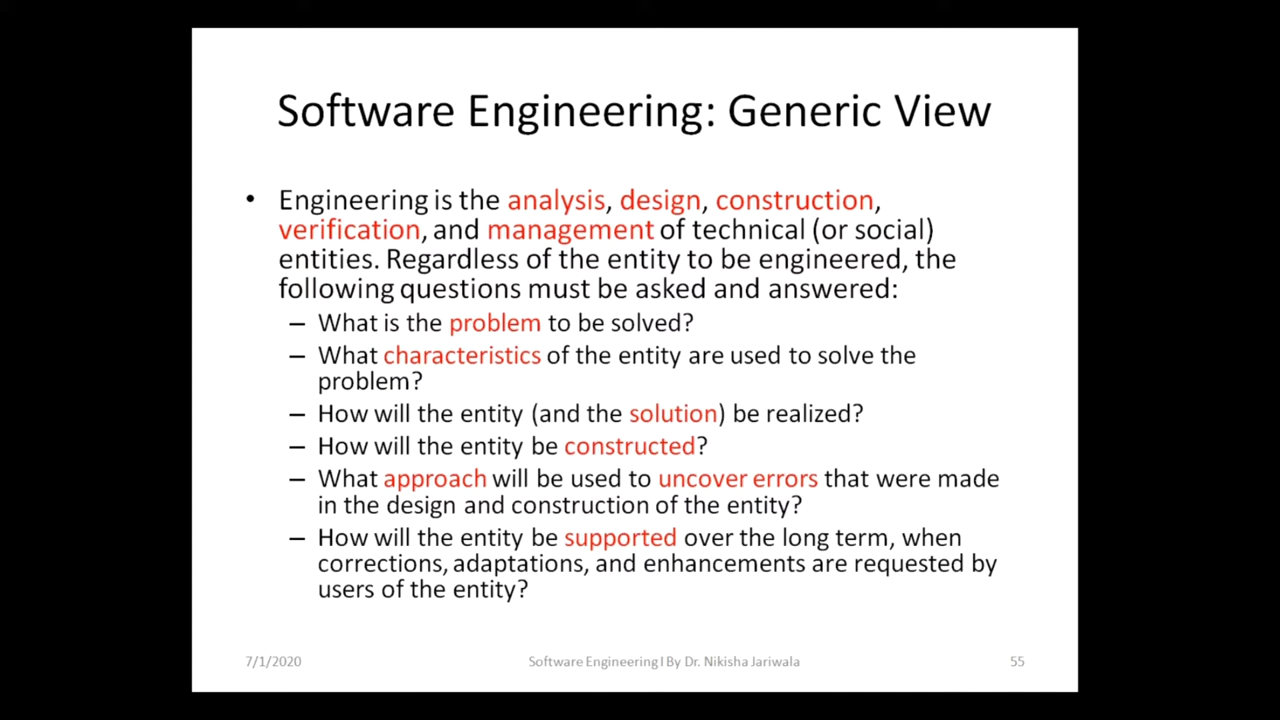 Software Engineering: Generic View
• Engineering is the analysis, design, construction,
verification, and management of technical (or social)
entities. Regardless of the entity to be engineered, the
following questions must be asked and answered:
– What is the problem to be solved?
– What characteristics of the entity are used to solve the
problem?
– How will the entity (and the solution) be realized?
– How will the entity be constructed?
– What approach will be used to uncover errors that were made
in the design and construction of the entity?
– How will the entity be supported over the long term, when
corrections, adaptations, and enhancements are requested by
users of the entity?
7/1/2020 Software Engineering I By Dr. Nikisha Jariwala 55